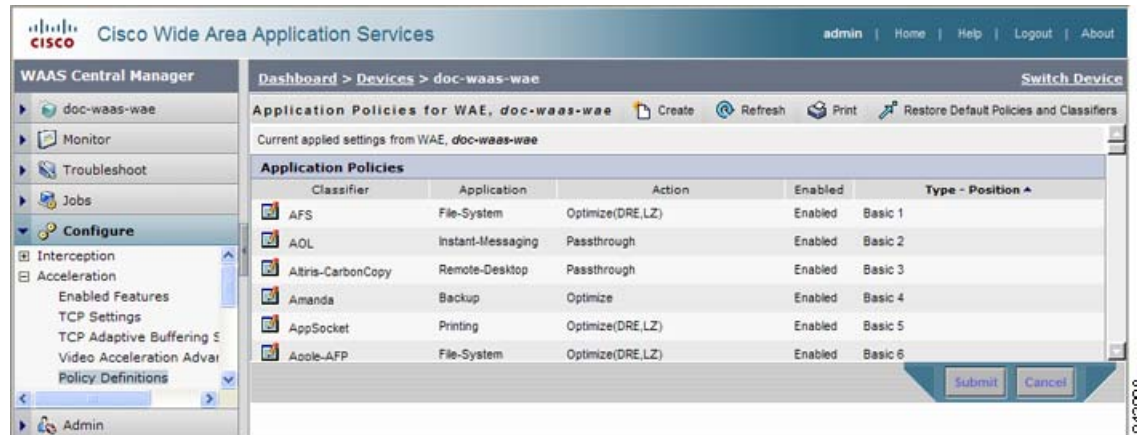 CISCO Cisco Wide Area Application Services admin | Home | Help | Logout | About
WAAS Central Manager
Dashboard > Devices > doc-waas-wae Switch Device
doc-waas-wae
Monitor
Troubleshoot
Jobs
Configure
Interception
Acceleration
Enabled Features
TCP Settings
TCP Adaptive Buffering S
Video Acceleration Advan
Policy Definitions
Admin
Application Policies for WAE, doc-waas-wae Create Refresh Print Restore Default Policies and Classifiers
Current applied settings from WAE, doc-waas-wae
Application Policies
Classifier Application Action Enabled Type - Position
AFS File-System Optimize(DRE,LZ) Enabled Basic 1
AOL Instant-Messaging Passthrough Enabled Basic 2
Altiris-CarbonCopy Remote-Desktop Passthrough Enabled Basic 3
Amanda Backup Optimize Enabled Basic 4
AppSocket Printing Optimize(DRE,LZ) Enabled Basic 5
Apple-AFP File-System Optimize(DRE,LZ) Enabled Basic 6
Submit Cancel